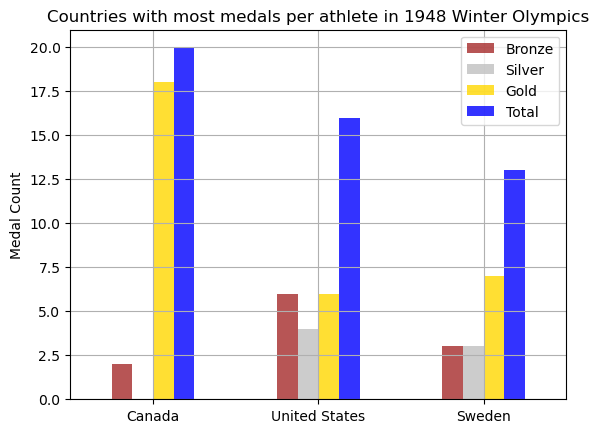 Countries with most medals per athlete in 1948 Winter Olympics
Bronze
Silver
Gold
Total
Medal Count
20.0
17.5
15.0
12.5
10.0
7.5
5.0
2.5
0.0
Canada
United States
Sweden